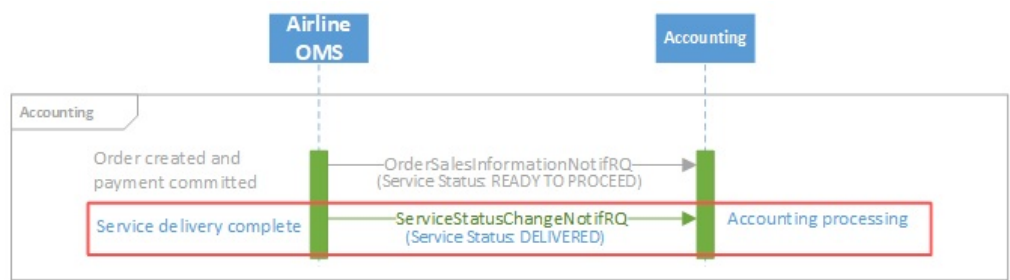 Airline
OMS
Accounting
Accounting
Order created and
payment committed
OrderSalesInformationNotifRQ
(Service Status: READY TO PROCEED)
Service delivery complete
ServiceStatusChangeNotifRQ
(Service Status: DELIVERED)
Accounting processing